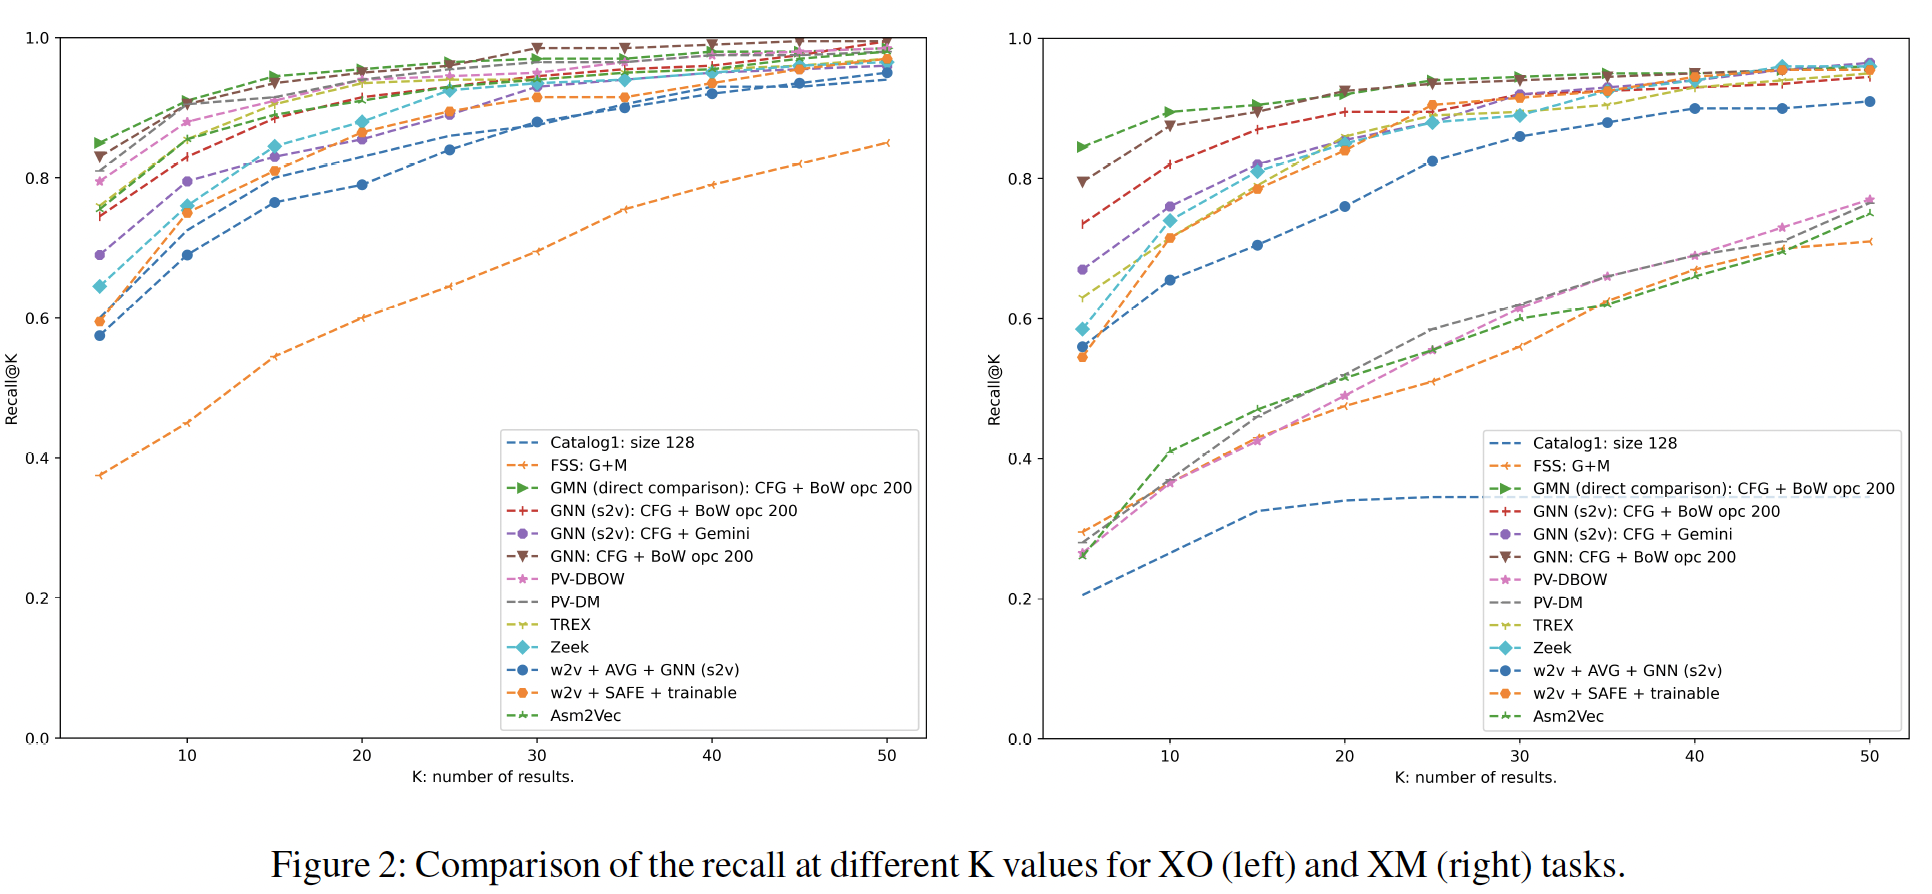 1.0
0.8
0.6
0.4
0.2
0.0
Recall@K
10 20 30 40 50
K: number of results.
Catalog1: size 128
FSS: G+M
GMN (direct comparison): CFG + BoW opc 200
GNN (s2v): CFG + BoW opc 200
GNN (s2v): CFG + Gemini
GNN: CFG + BoW opc 200
PV-DBOW
PV-DM
TREX
Zeek
w2v + AVG + GNN (s2v)
w2v + SAFE + trainable
Asm2Vec
1.0
0.8
0.6
0.4
0.2
0.0
Recall@K
10 20 30 40 50
K: number of results.
Catalog1: size 128
FSS: G+M
GMN (direct comparison): CFG + BoW opc 200
GNN (s2v): CFG + BoW opc 200
GNN (s2v): CFG + Gemini
GNN: CFG + BoW opc 200
PV-DBOW
PV-DM
TREX
Zeek
w2v + AVG + GNN (s2v)
w2v + SAFE + trainable
Asm2Vec
Figure 2: Comparison of the recall at different K values for XO (left) and XM (right) tasks.